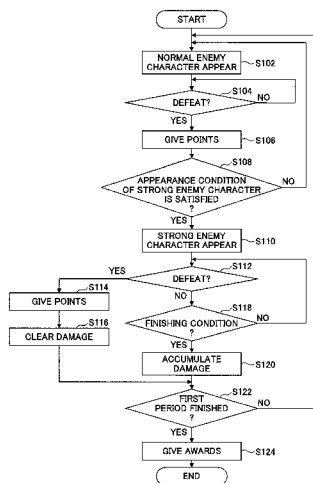 START
NORMAL ENEMY
CHARACTER APPEAR
S102
S104
DEFEAT?
NO
YES
GIVE POINTS
S106
S108
APPEARANCE CONDITION
OF STRONG ENEMY CHARACTER
IS SATISFIED
?
NO
YES
STRONG ENEMY
CHARACTER APPEAR
S110
S112
YES
DEFEAT?
S114
GIVE POINTS
NO
S118
S116
CLEAR DAMAGE
FINISHING CONDITION
?
NO
YES
ACCUMULATE
DAMAGE
S120
S122
FIRST
PERIOD FINISHED
?
NO
YES
GIVE AWARDS
S124
END